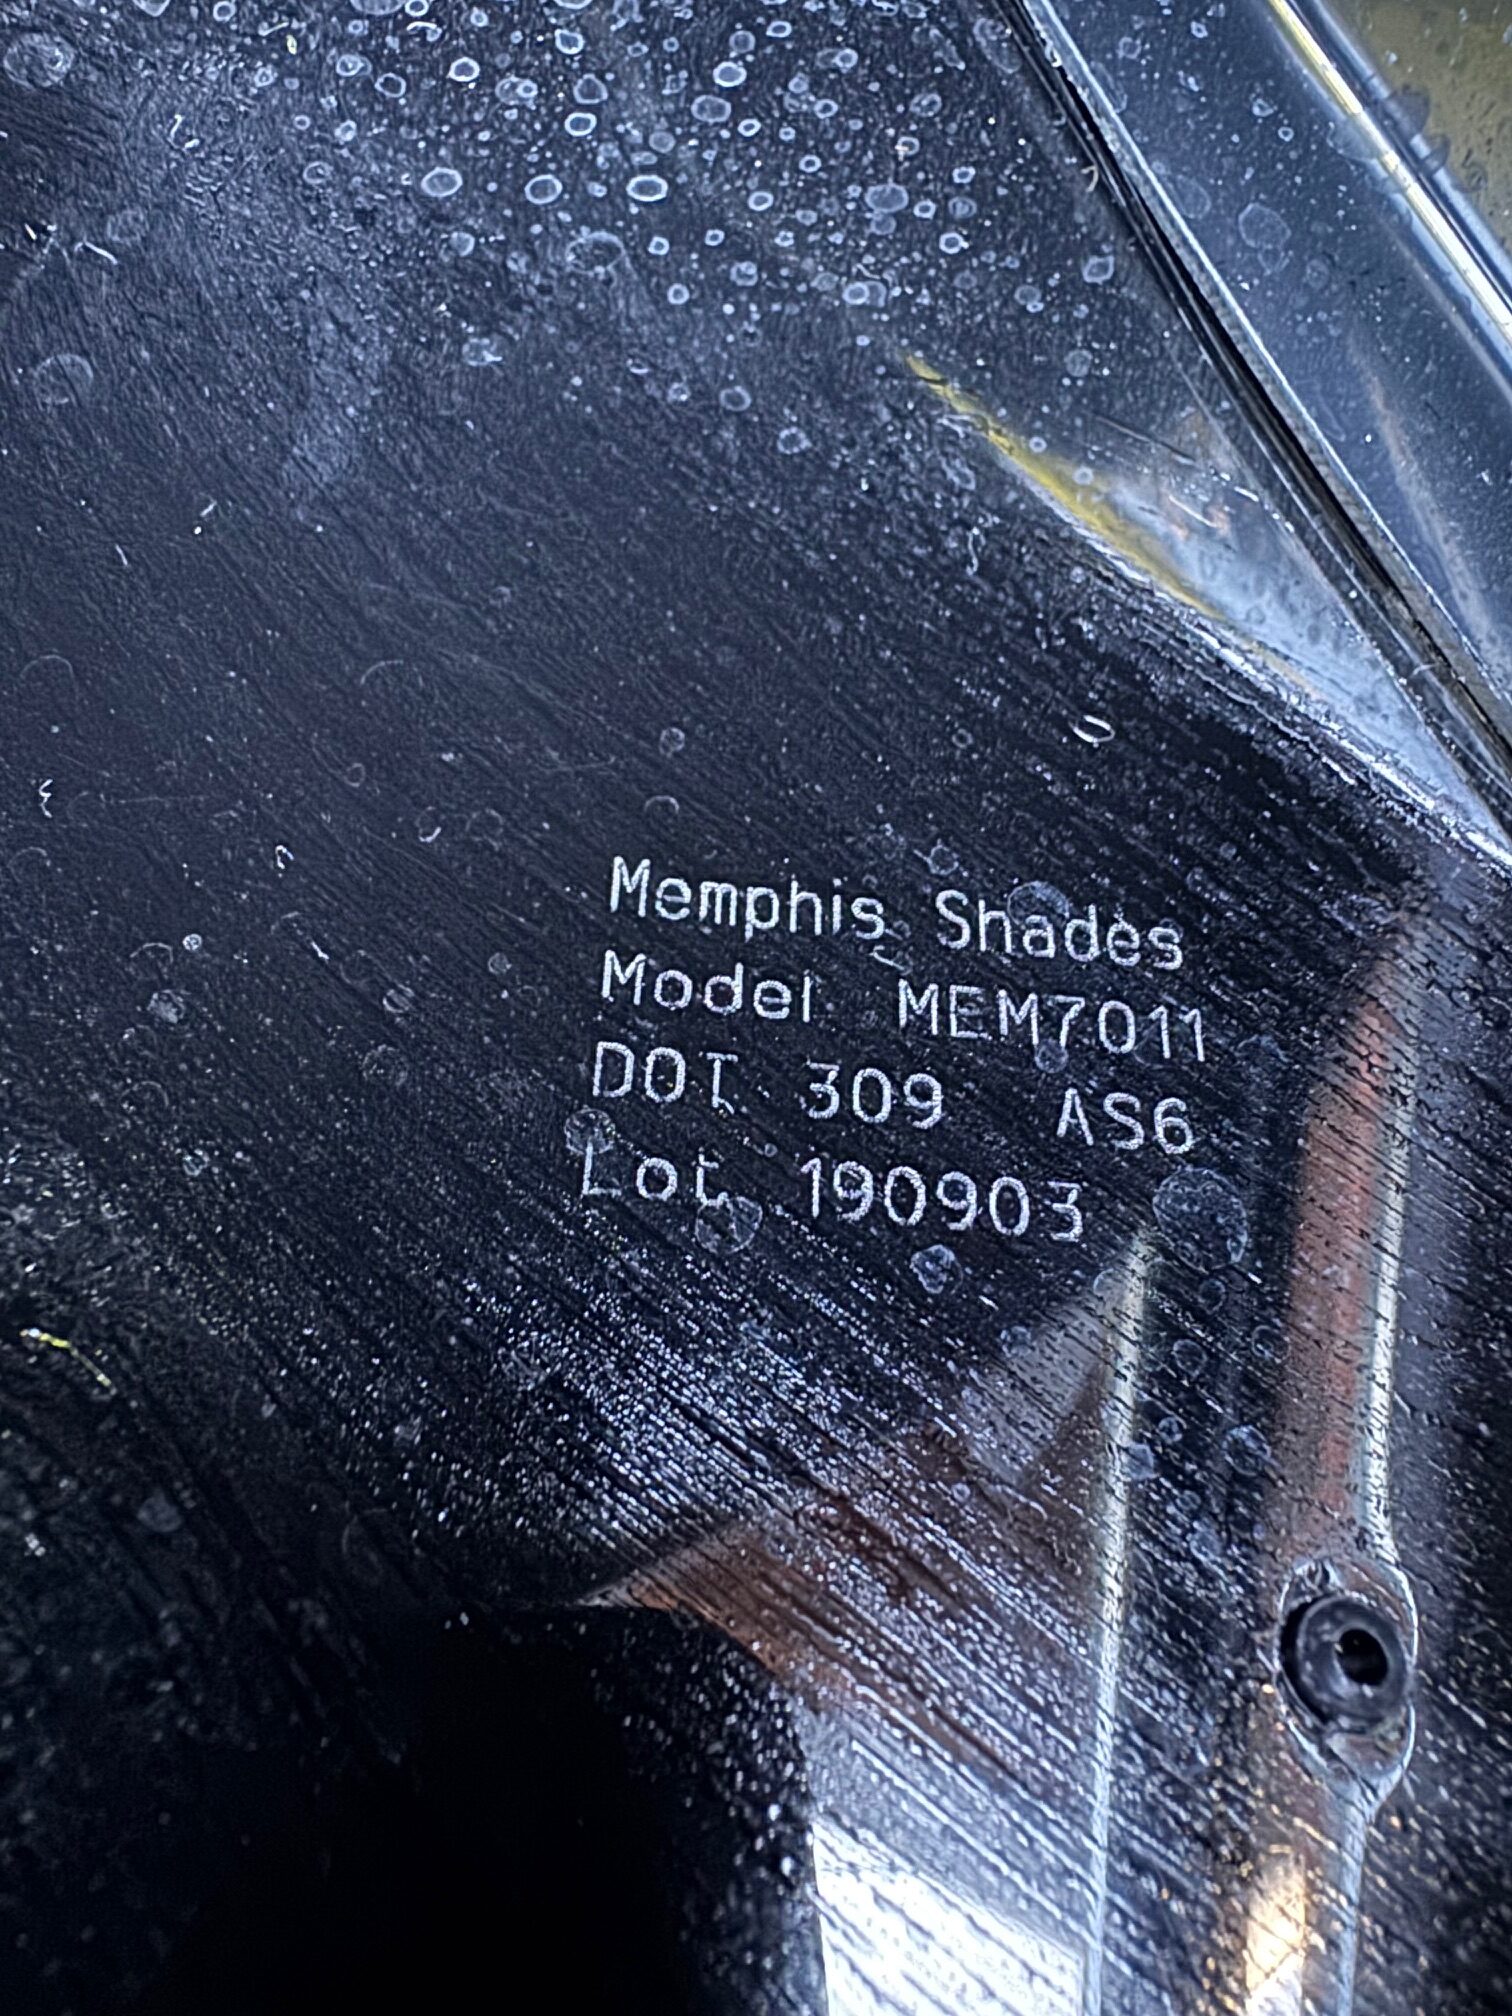 Memphis Shades
Model MEM7011
DOT 309 AS6
Lot 190903